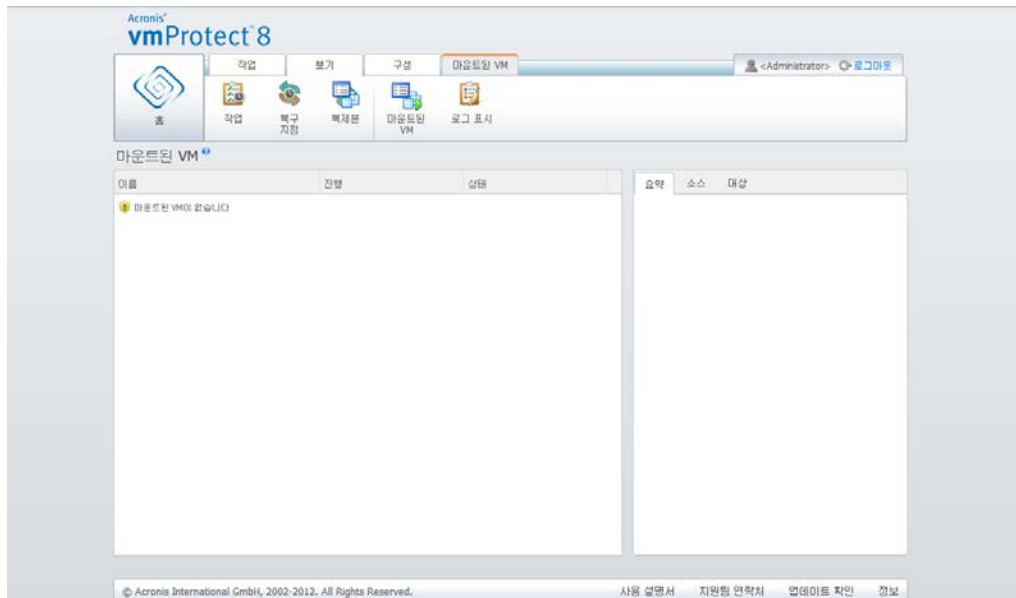 Acronis®
vmProtect™8
작업 보기 구성 마운트된 VM <Administrator> 로그아웃
홈 작업 복구 지점 복제본 마운트된 VM 로그 표시
마운트된 VM
이름 진행 상태
마운트된 VM이 없습니다
요약 소스 대상
© Acronis International GmbH, 2002-2012. All Rights Reserved. 사용 설명서 지원팀 연락처 업데이트 확인 정보